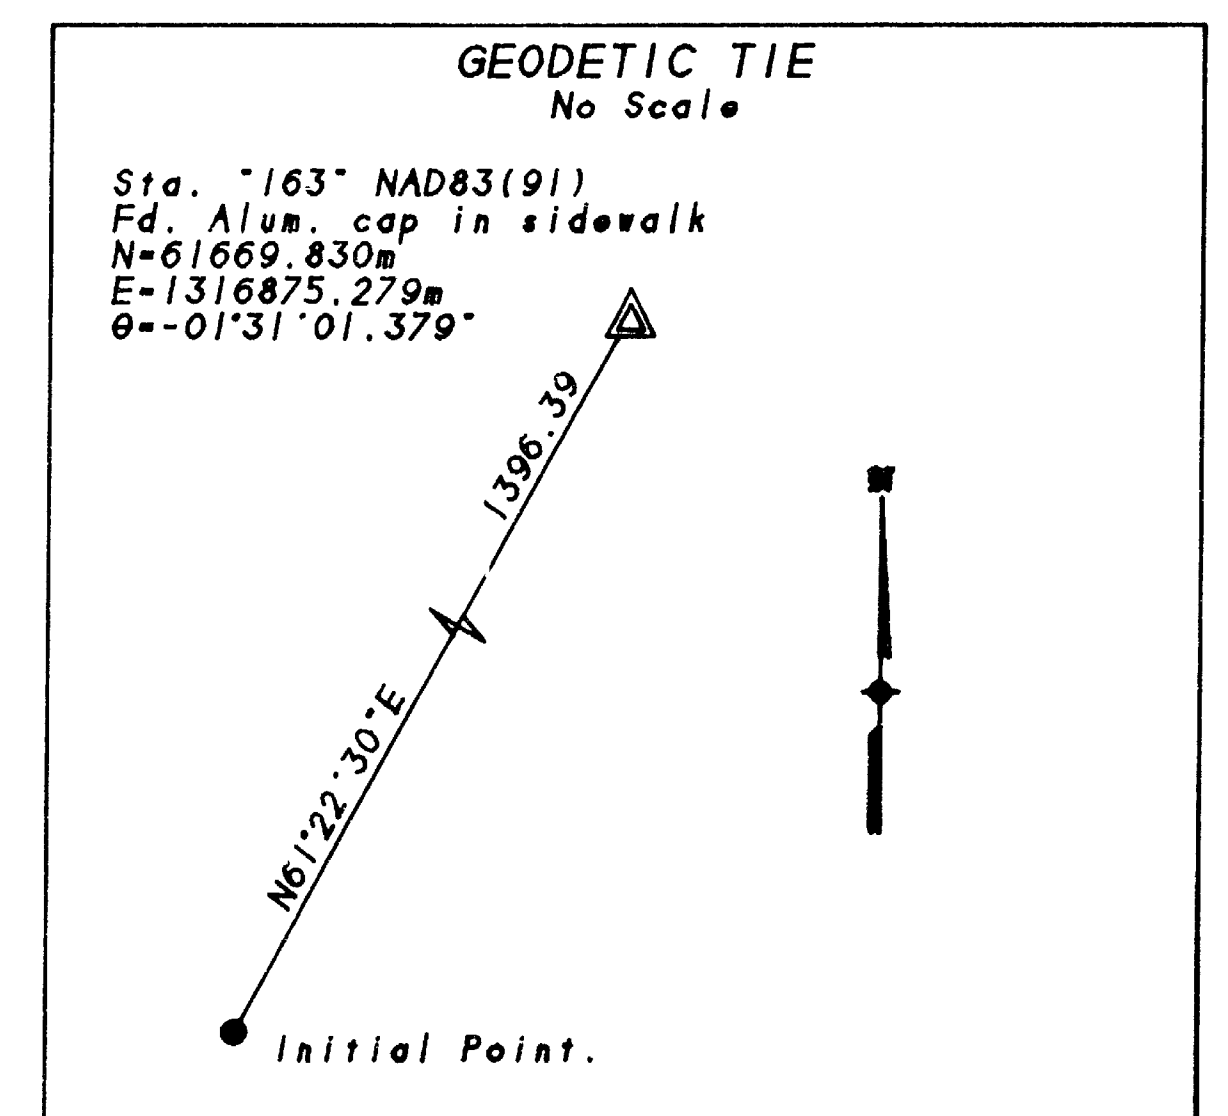 GEODETIC TIE
No Scale
Sta. "163" NAD83(91)
Fd. Alum. cap in sidewalk
N=61669.830m
E=1316875.279m
θ=-01°31'01.379"
1396.39
N61°22'30"E
Initial Point.